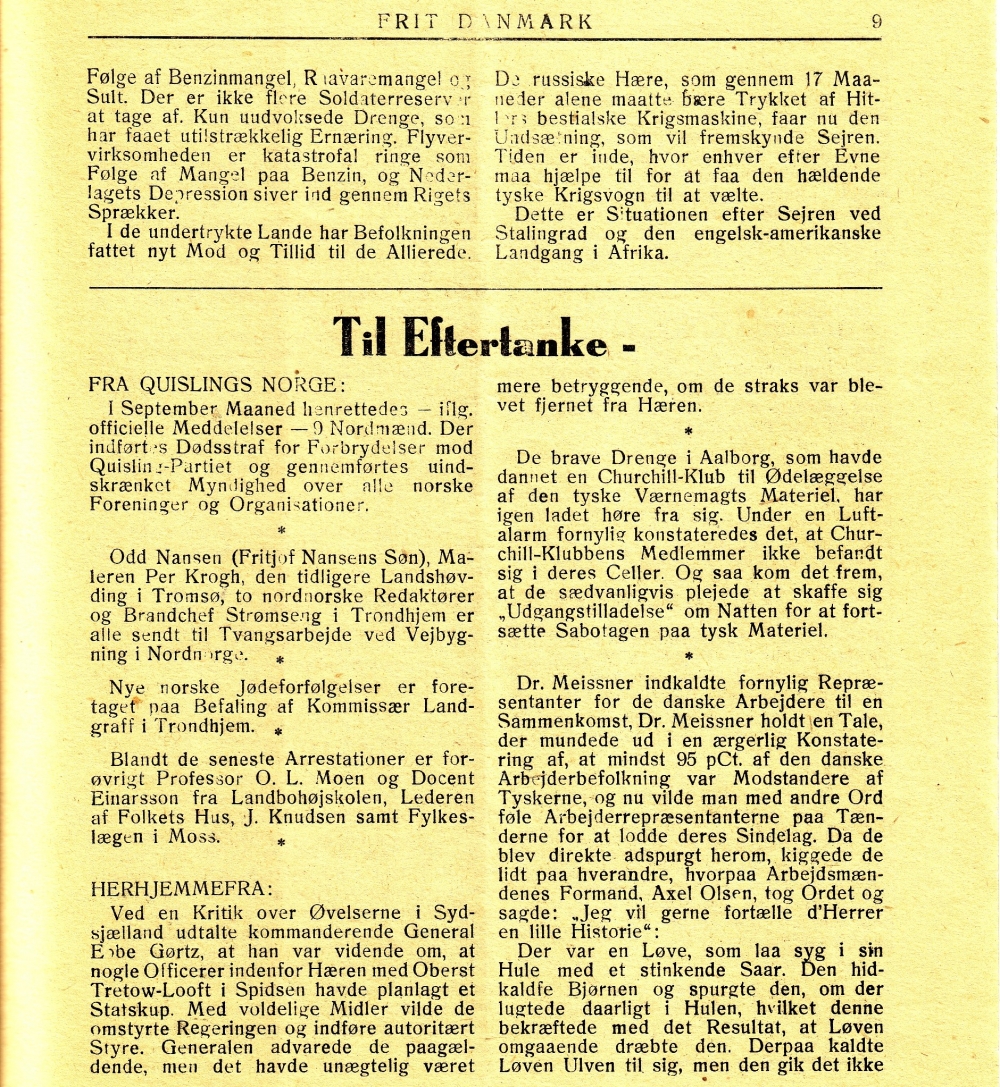 FRIT DANMARK 9
Følge af Benzinmangel, Raavaremangel og
Sult. Der er ikke flere Soldaterreserver
at tage af. Kun uudvoksede Drenge, som
har faaet utilstrækkelig Ernæring. Flyver-
virksomheden er katastrofal ringe som
Følge af Mangel paa Benzin, og Neder-
lagets Depression siver ind gennem Rigets
Sprækker.
I de undertrykte Lande har Befolkningen
fattet nyt Mod og Tillid til de Allierede.
De russiske Hære, som gennem 17 Maa-
neder alene maatte bære Trykket af Hit-
lers bestialske Krigsmaskine, faar nu den
Undsætning, som vil fremskynde Sejren.
Tiden er inde, hvor enhver efter Evne
maa hjælpe til for at faa den hældende
tyske Krigsvogn til at vælte.
Dette er Situationen efter Sejren ved
Stalingrad og den engelsk-amerikanske
Landgang i Afrika.
Til Eftertanke -
FRA QUISLINGS NORGE:
I September Maaned henrettedes — iflg.
officielle Meddelelser — 9 Nordmænd. Der
indførtes Dødsstraf for Forbrydelser mod
Quisling-Partiet og gennemførtes uind-
skrænket Myndighed over alle norske
Foreninger og Organisationer.
*
Odd Nansen (Fritjof Nansens Søn), Ma-
leren Per Krogh, den tidligere Landshøv-
ding i Tromsø, to nordnorske Redaktører
og Brandchef Strømseng i Trondhjem er
alle sendt til Tvangsarbejde ved Vejbyg-
ning i Nordnorge. *
Nye norske Jødeforfølgelser er fore-
taget paa Befaling af Kommissær Land-
graff i Trondhjem. *
Blandt de seneste Arrestationer er for-
øvrigt Professor O. L. Moen og Docent
Einarsson fra Landbohøjskolen, Lederen
af Folkets Hus, J. Knudsen samt Fylkes-
lægen i Moss. *
HERHJEMMEFRA:
Ved en Kritik over Øvelserne i Syd-
sjælland udtalte kommanderende General
Ebbe Gørtz, at han var vidende om, at
nogle Officerer indenfor Hæren med Oberst
Tretow-Looft i Spidsen havde planlagt et
Statskup. Med voldelige Midler vilde de
omstyrte Regeringen og indføre autoritært
Styre. Generalen advarede de paagæl-
dende, men det havde unægtelig været
mere betryggende, om de straks var ble-
vet fjernet fra Hæren.
*
De brave Drenge i Aalborg, som havde
dannet en Churchill-Klub til Ødelæggelse
af den tyske Værnemagts Materiel, har
igen ladet høre fra sig. Under en Luft-
alarm fornylig konstateredes det, at Chur-
chill-Klubbens Medlemmer ikke befandt
sig i deres Celler. Og saa kom det frem,
at de sædvanligvis plejede at skaffe sig
„Udgangstilladelse“ om Natten for at fort-
sætte Sabotagen paa tysk Materiel.
*
Dr. Meissner indkaldte fornylig Repræ-
sentanter for de danske Arbejdere til en
Sammenkomst, Dr. Meissner holdt en Tale,
der mundede ud i en ærgerlig Konstate-
ring af, at mindst 95 pCt. af den danske
Arbejderbefolkning var Modstandere af
Tyskerne, og nu vilde man med andre Ord
føle Arbejderrepræsentanterne paa Tæn-
derne for at lodde deres Sindelag. Da de
blev direkte adspurgt herom, kiggede de
lidt paa hverandre, hvorpaa Arbejdsmæn-
denes Formand, Axel Olsen, tog Ordet og
sagde: „Jeg vil gerne fortælle d'Herrer
en lille Historie“:
Der var en Løve, som laa syg i sin
Hule med et stinkende Saar. Den hid-
kaldte Bjørnen og spurgte den, om der
lugtede daarligt i Hulen, hvilket denne
bekræftede med det Resultat, at Løven
omgaaende dræbte den. Derpaa kaldte
Løven Ulven til sig, men den gik det ikke